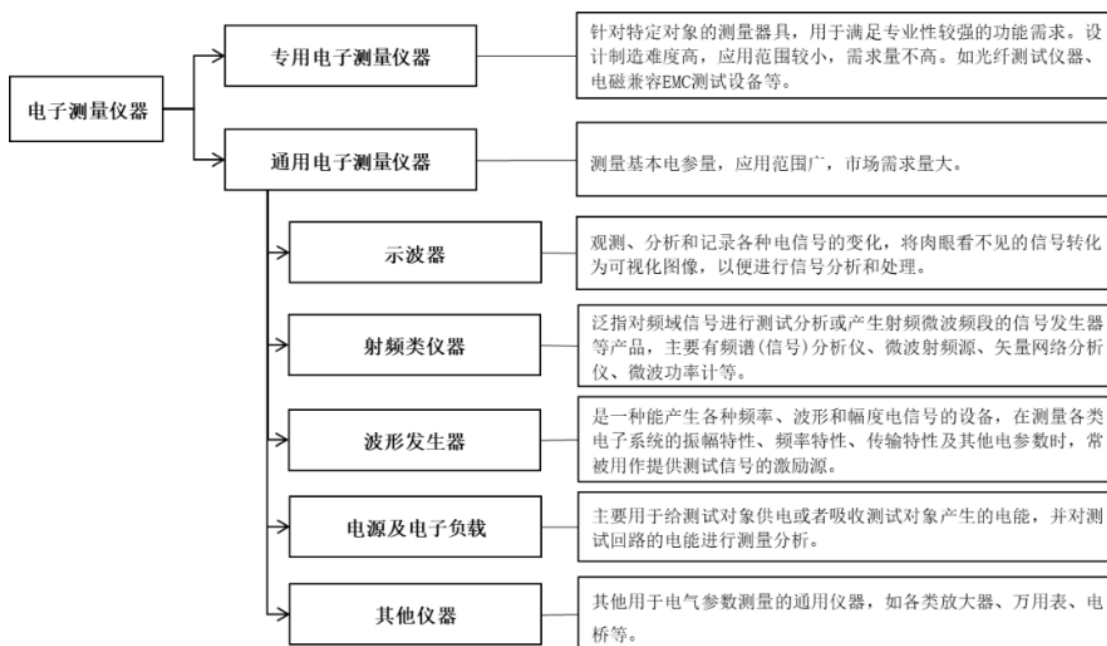 专用电子测量仪器
针对特定对象的测量器具，用于满足专业性较强的功能需求。设
计制造难度高，应用范围较小，需求量不高。如光纤测试仪器、
电磁兼容EMC测试设备等。
电子测量仪器
通用电子测量仪器
测量基本电参量，应用范围广，市场需求量大。
示波器
观测、分析和记录各种电信号的变化，将肉眼看不见的信号转化
为可视化图像，以便进行信号分析和处理。
射频类仪器
泛指对频域信号进行测试分析或产生射频微波频段的信号发生器
等产品，主要有频谱(信号)分析仪、微波射频源、矢量网络分析
仪、微波功率计等。
波形发生器
是一种能产生各种频率、波形和幅度电信号的设备，在测量各类
电子系统的振幅特性、频率特性、传输特性及其他电参数时，常
被用作提供测试信号的激励源。
电源及电子负载
主要用于给测试对象供电或者吸收测试对象产生的电能，并对测
试回路的电能进行测量分析。
其他仪器
其他用于电气参数测量的通用仪器，如各类放大器、万用表、电
桥等。